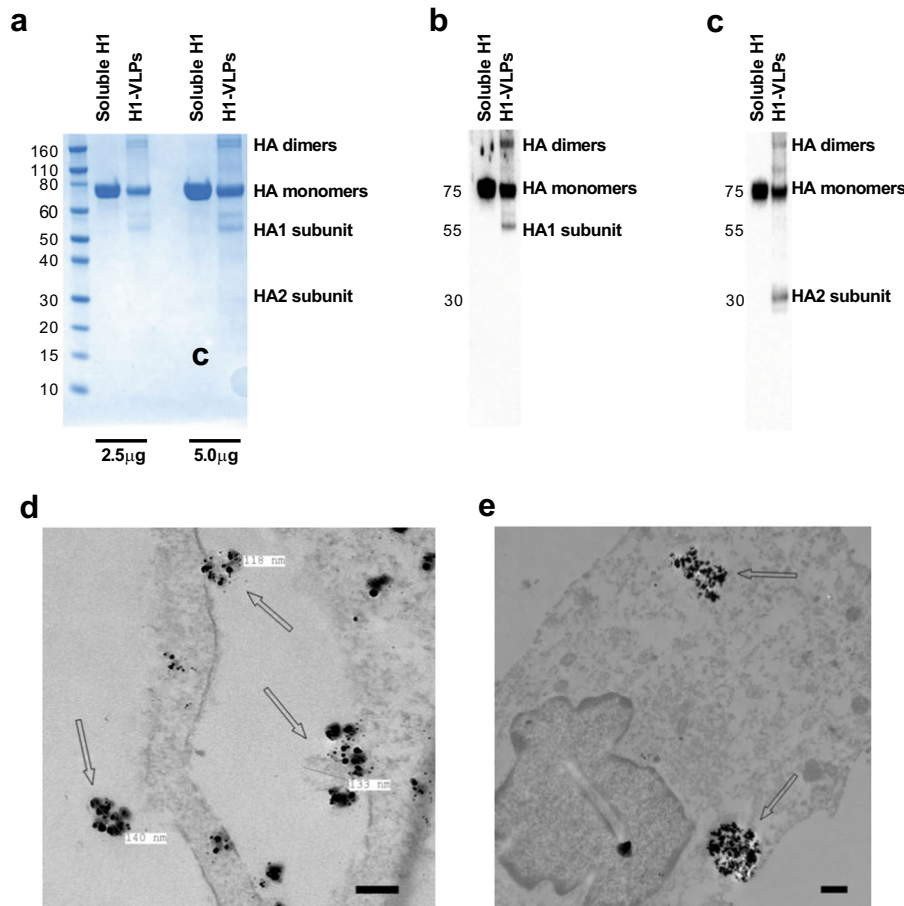 a
Soluble H1
H1-VLPs
Soluble H1
H1-VLPs
160
110
80
60
50
40
30
20
15
10
HA dimers
HA monomers
HA1 subunit
HA2 subunit
c
2.5µg
5.0µg
b
Soluble H1
H1-VLPs
75
55
30
HA dimers
HA monomers
HA1 subunit
c
Soluble H1
H1-VLPs
75
55
30
HA dimers
HA monomers
HA2 subunit
d
118 nm
133 nm
140 nm
e